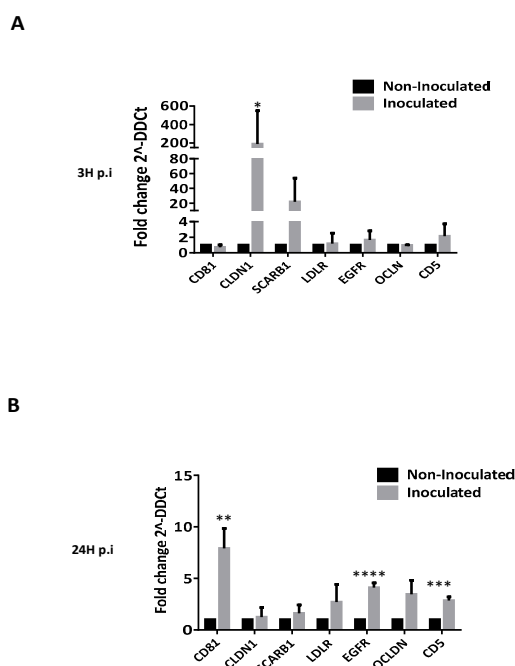 A
Non-Inoculated
Inoculated
Fold change 2^-DDCt
600
400
200
80
60
40
20
4
2
0
*
3H p.i
CD81
CLDN1
SCARB1
LDLR
EGFR
OCLN
CD5
B
Non-Inoculated
Inoculated
Fold change 2^-DDCt
15
10
5
0
**
****
***
24H p.i
CD81
CLDN1
SCARB1
LDLR
EGFR
OCLDN
CD5